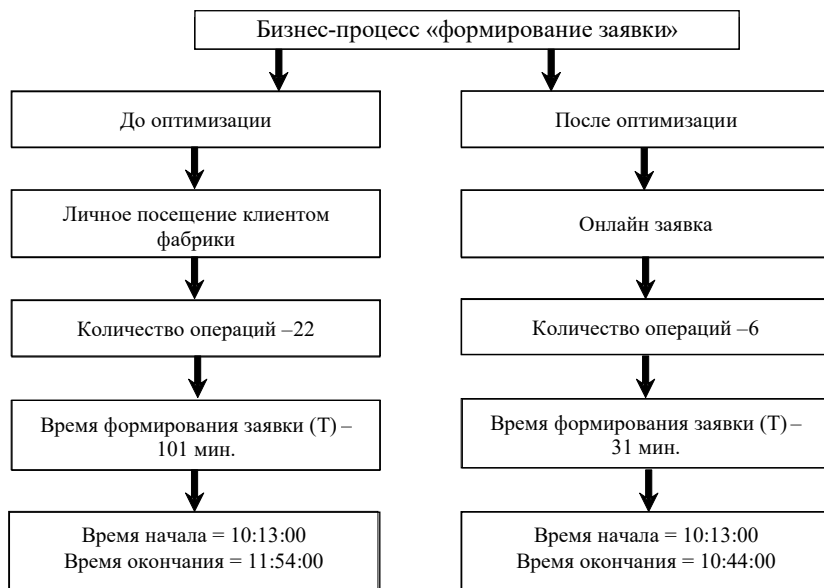 Бизнес-процесс «формирование заявки»
До оптимизации
Личное посещение клиентом
фабрики
Количество операций –22
Время формирования заявки (Т) –
101 мин.
Время начала = 10:13:00
Время окончания = 11:54:00
После оптимизации
Онлайн заявка
Количество операций –6
Время формирования заявки (Т) –
31 мин.
Время начала = 10:13:00
Время окончания = 10:44:00